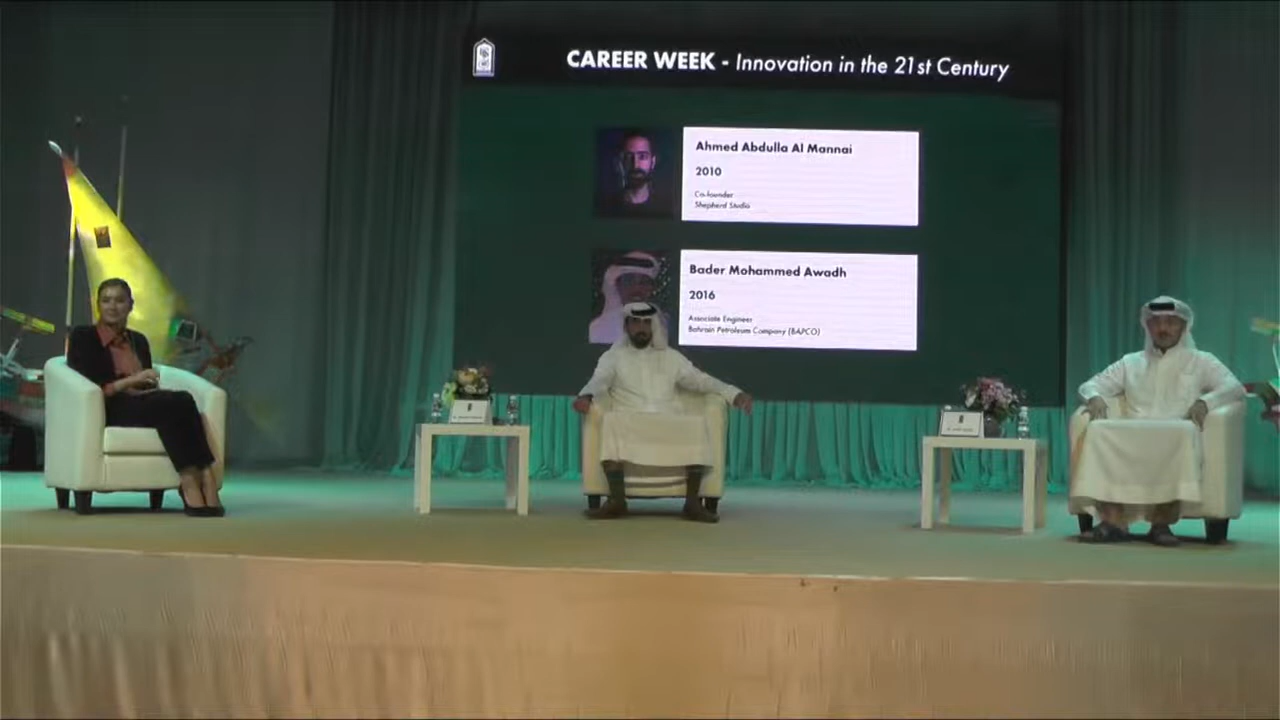 CAREER WEEK - Innovation in the 21st Century
Ahmed Abdulla Al Mannai
2010
Co-founder
Shepherd Studio
Bader Mohammed Awadh
2016
Associate Engineer
Bahrain Petroleum Company (BAPCO)